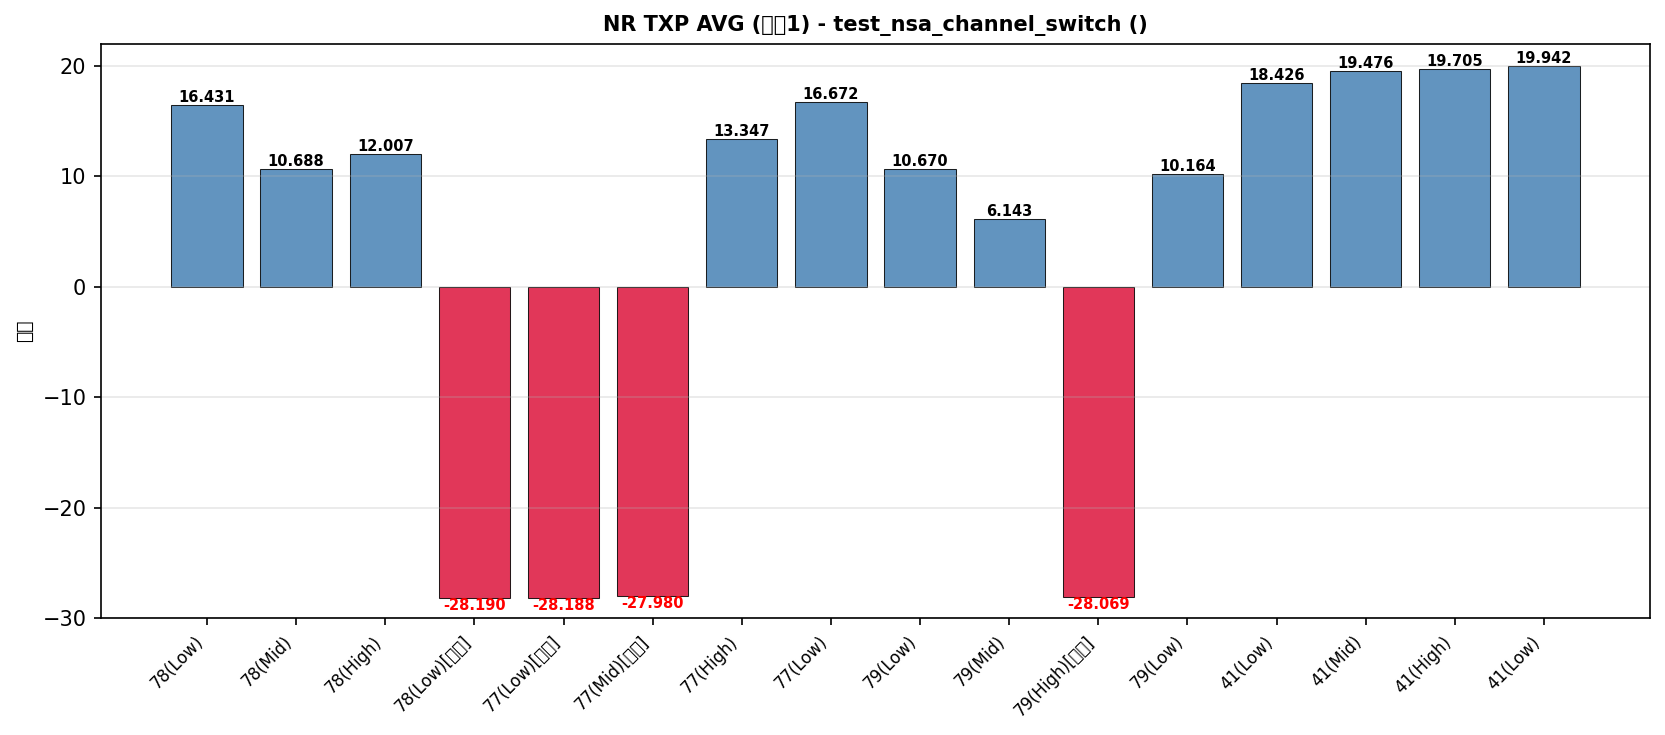 NR TXP AVG (▯▯1) - test_nsa_channel_switch ()
20
10
0
−10
−20
−30
16.431
10.688
12.007
-28.190
-28.188
-27.980
13.347
16.672
10.670
6.143
-28.069
10.164
18.426
19.476
19.705
19.942
78(Low)
78(Mid)
78(High)
78(Low)[▯▯]
77(Low)[▯▯]
77(Mid)[▯▯]
77(High)
77(Low)
79(Low)
79(Mid)
79(High)[▯▯]
79(Low)
41(Low)
41(Mid)
41(High)
41(Low)